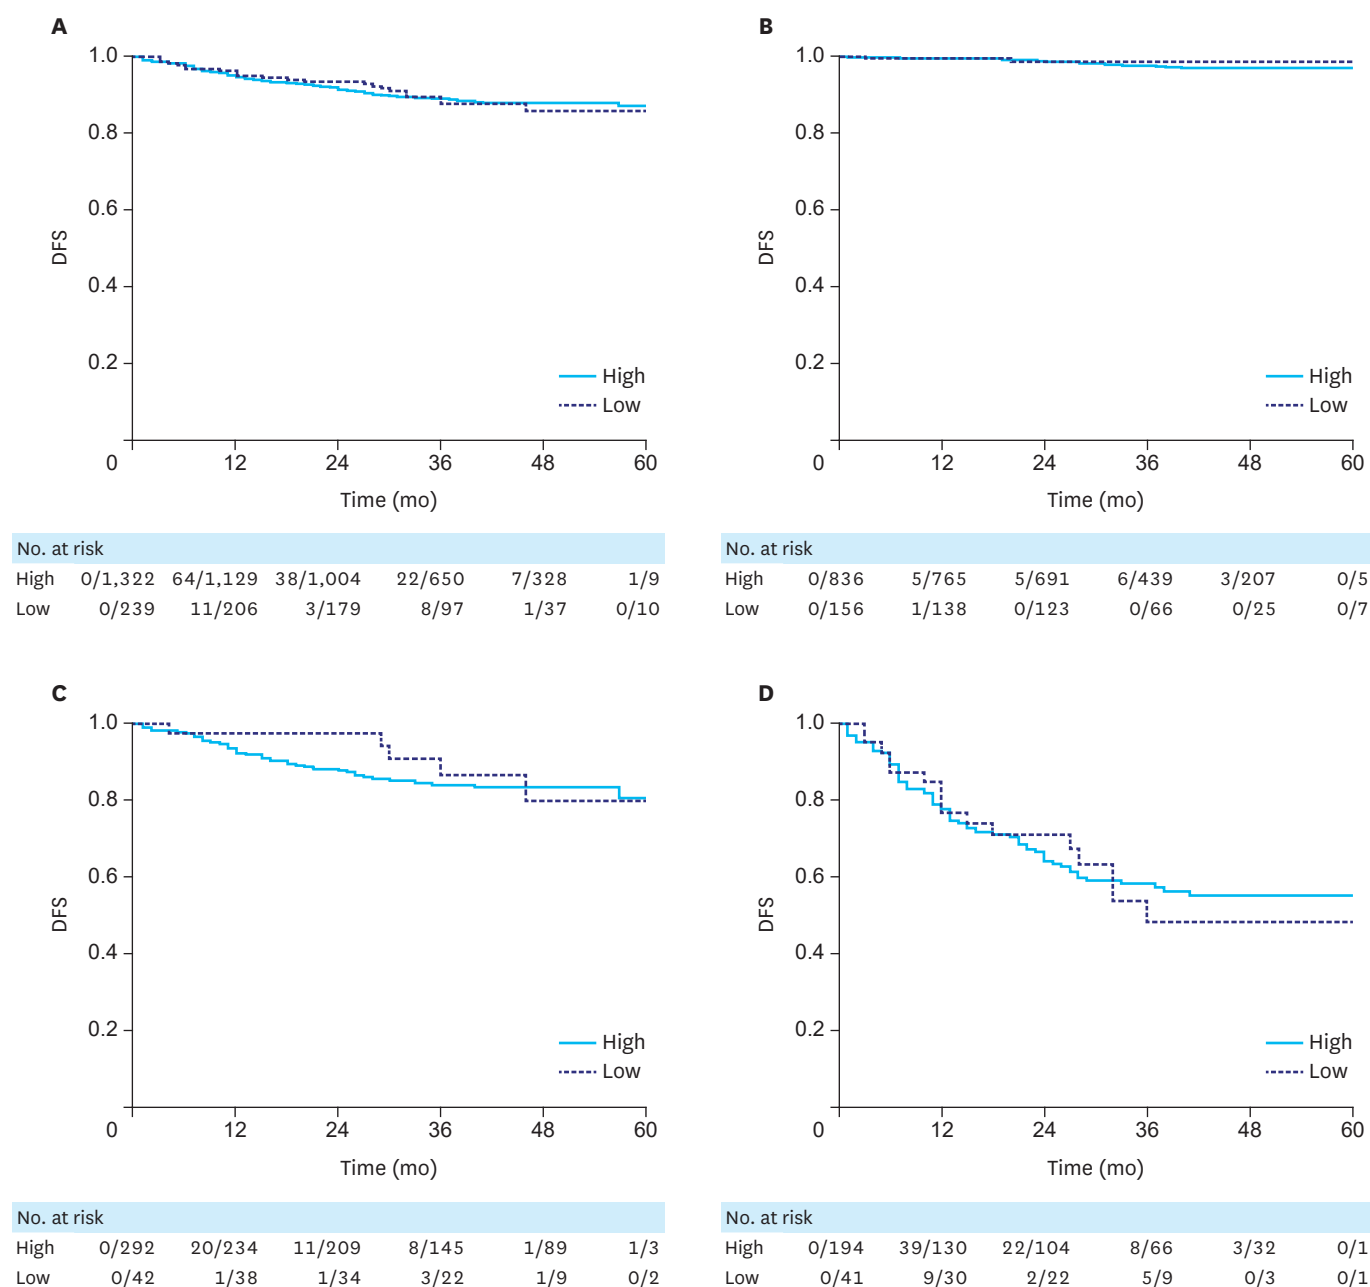 A
1.0
0.8
0.6
0.4
0.2
DFS
High
Low
0 12 24 36 48 60
Time (mo)
No. at risk
High 0/1,322 64/1,129 38/1,004 22/650 7/328 1/9
Low 0/239 11/206 3/179 8/97 1/37 0/10
B
1.0
0.8
0.6
0.4
0.2
DFS
High
Low
0 12 24 36 48 60
Time (mo)
No. at risk
High 0/836 5/765 5/691 6/439 3/207 0/5
Low 0/156 1/138 0/123 0/66 0/25 0/7
C
1.0
0.8
0.6
0.4
0.2
DFS
High
Low
0 12 24 36 48 60
Time (mo)
No. at risk
High 0/292 20/234 11/209 8/145 1/89 1/3
Low 0/42 1/38 1/34 3/22 1/9 0/2
D
1.0
0.8
0.6
0.4
0.2
DFS
High
Low
0 12 24 36 48 60
Time (mo)
No. at risk
High 0/194 39/130 22/104 8/66 3/32 0/1
Low 0/41 9/30 2/22 5/9 0/3 0/1